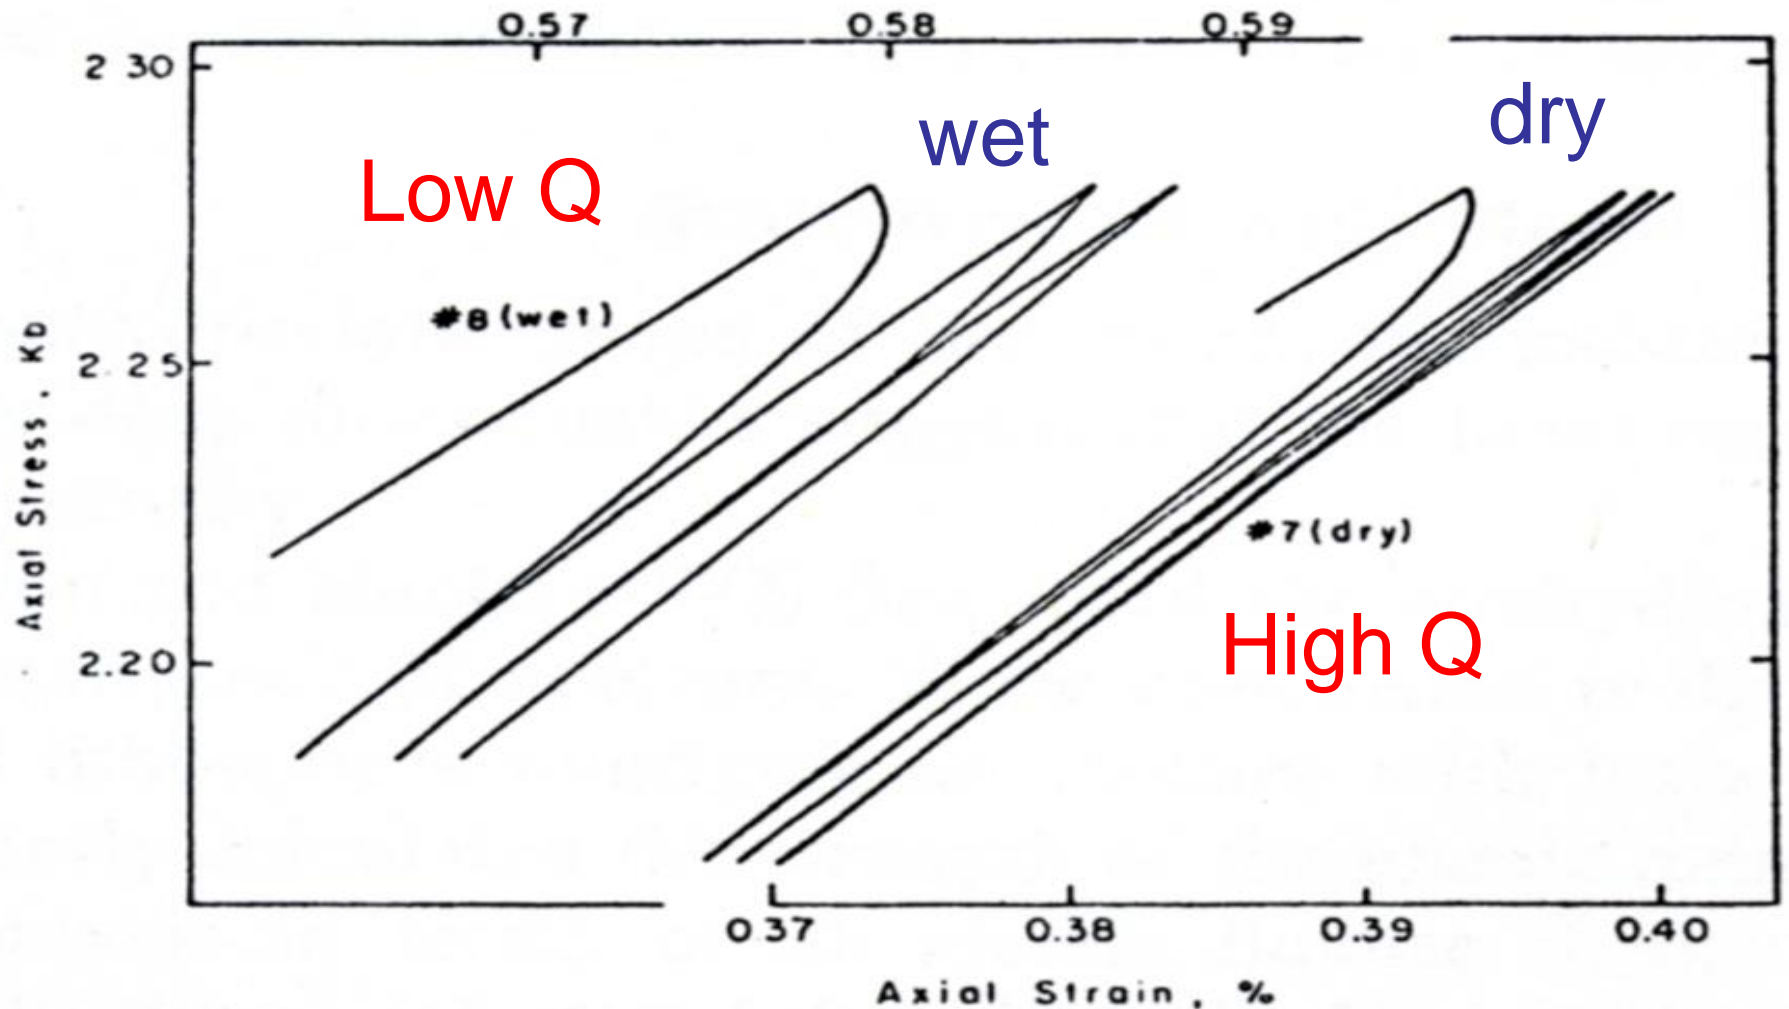 0.57 0.58 0.59
2 30
wet dry
Low Q
#8 (wet)
2.25
#7 (dry)
High Q
2.20
0.37 0.38 0.39 0.40
Axial Strain, %
Axial Stress, Kb